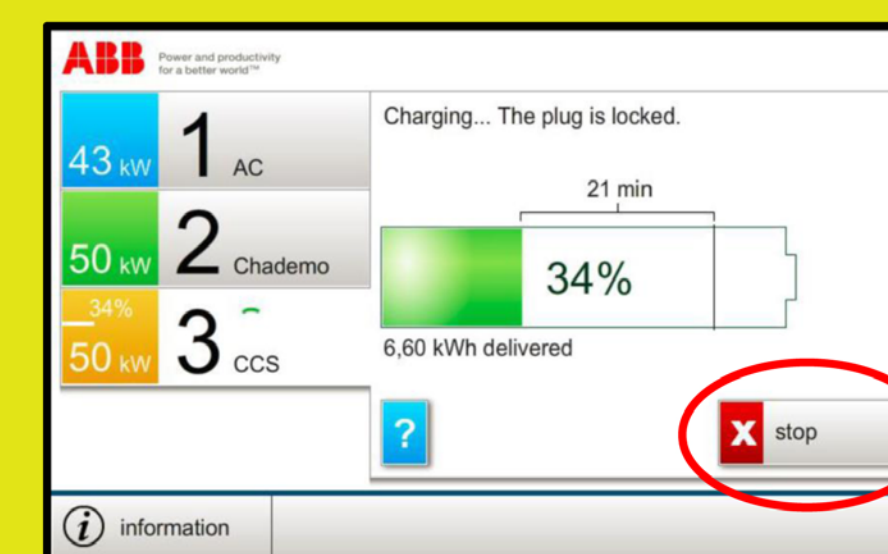 ABB
Power and productivity
for a better world™
43 kW 1 AC
50 kW 2 Chademo
34%
50 kW 3 CCS
Charging... The plug is locked.
21 min
34%
6,60 kWh delivered
?
X stop
i information